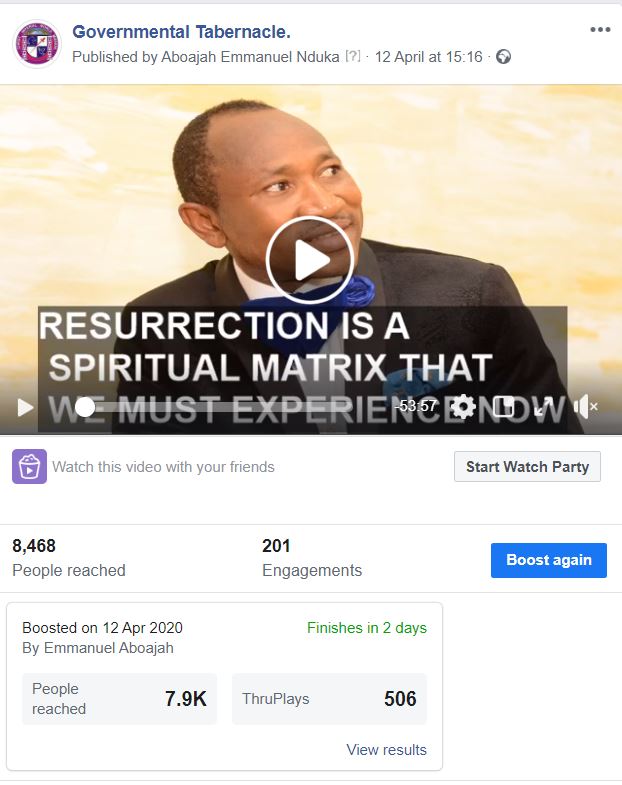 Governmental Tabernacle.
Published by Aboajah Emmanuel Nduka [?] · 12 April at 15:16 ·
RESURRECTION IS A
SPIRITUAL MATRIX THAT
WE MUST EXPERIENCE NOW
-53:57
Watch this video with your friends
Start Watch Party
8,468
People reached
201
Engagements
Boost again
Boosted on 12 Apr 2020
Finishes in 2 days
By Emmanuel Aboajah
People
reached
7.9K
ThruPlays
506
View results